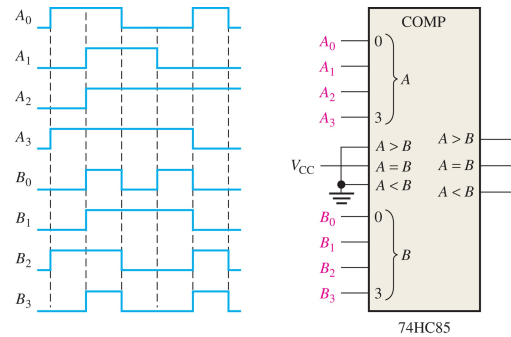 A0
A1
A2
A3
B0
B1
B2
B3
COMP
A0 0
A1
A2
A3 3
A
A > B
VCC A = B
A < B
A > B
A = B
A < B
B0 0
B1
B2
B3 3
B
74HC85